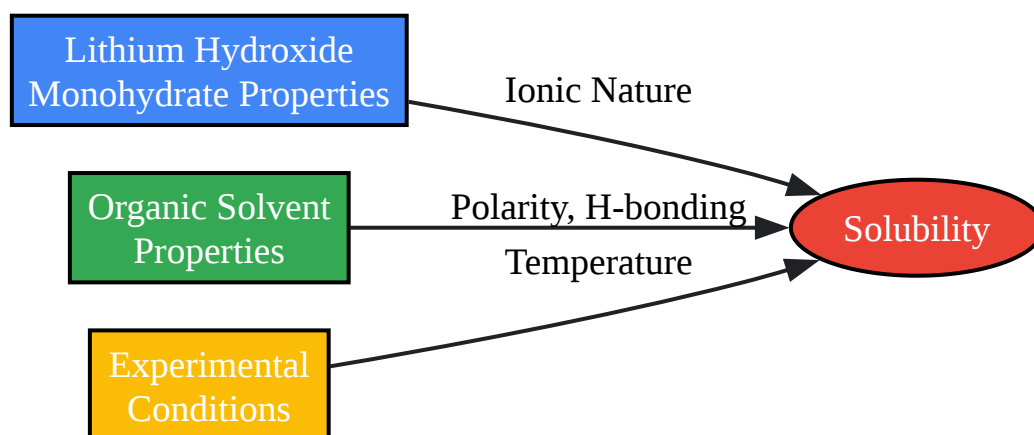 Lithium Hydroxide
Monohydrate Properties
Ionic Nature
Organic Solvent
Properties
Polarity, H-bonding
Solubility
Temperature
Experimental
Conditions